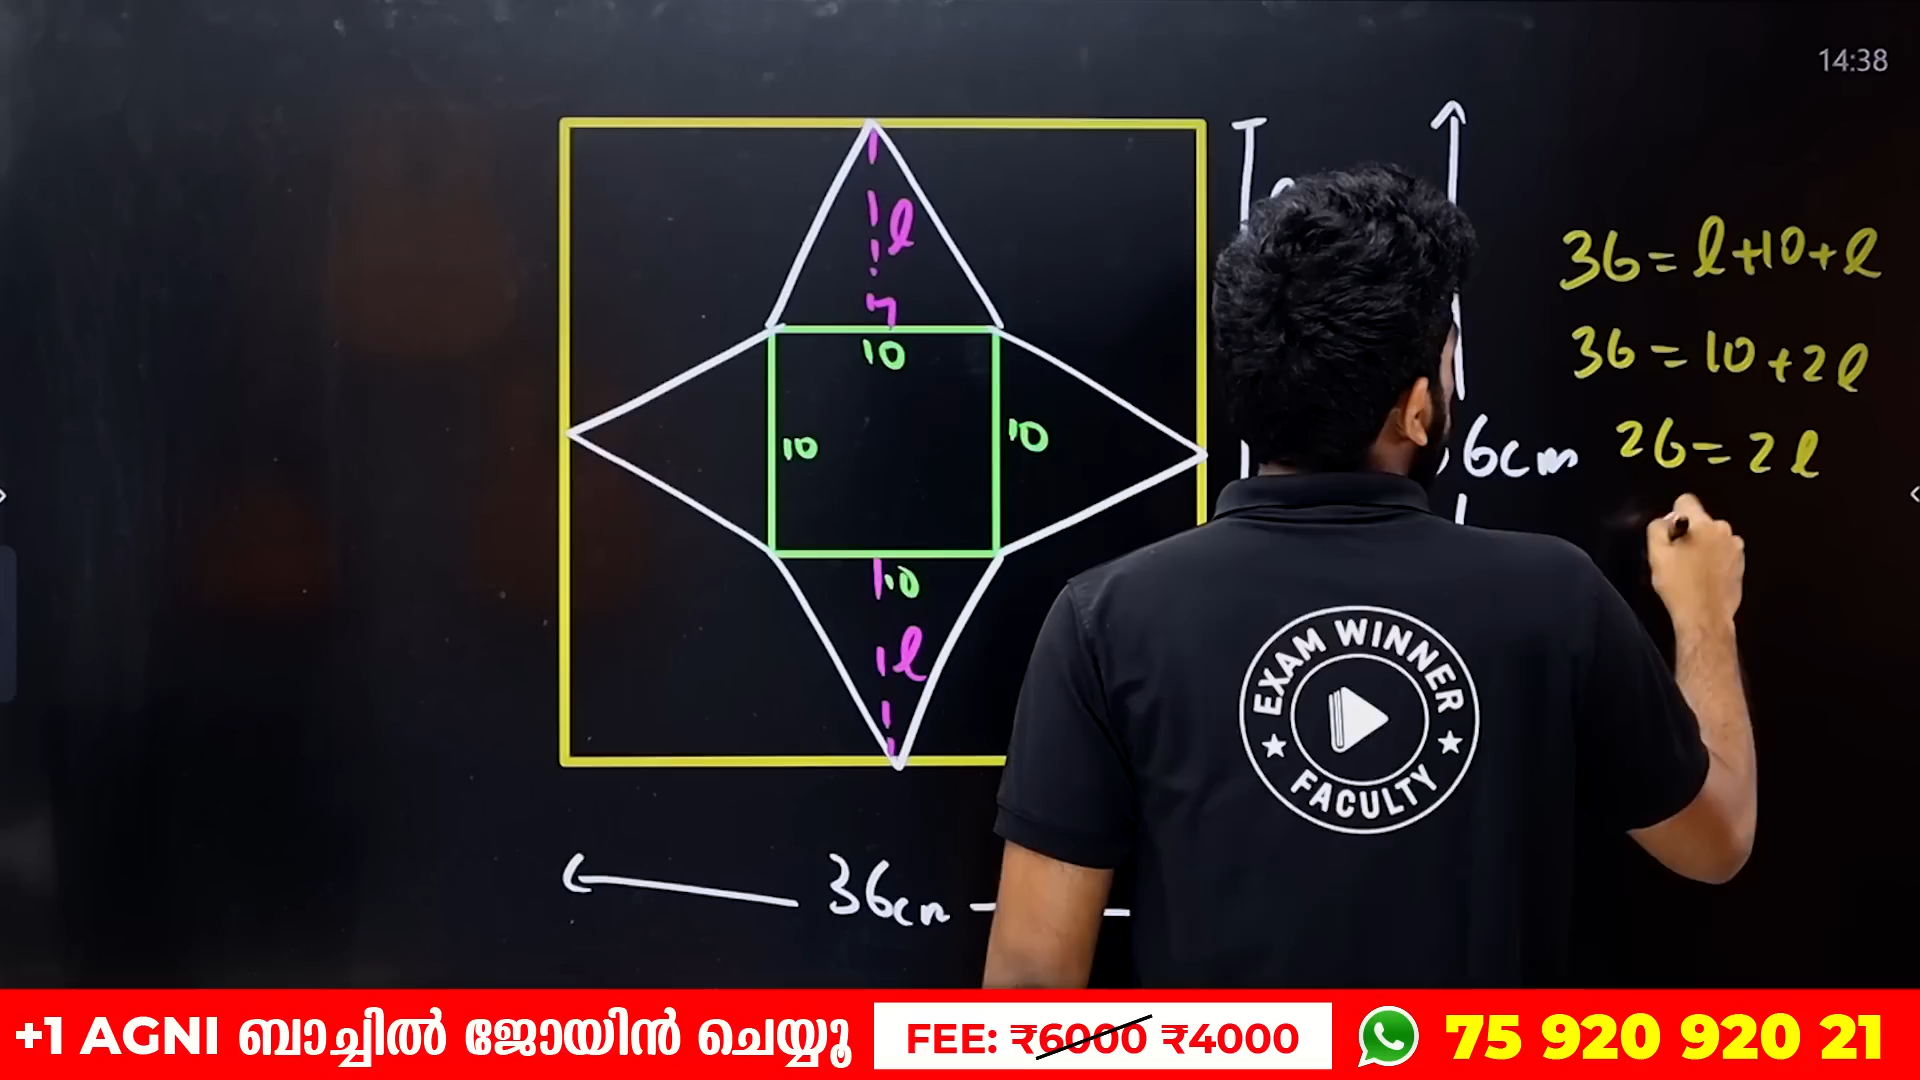 14:38
l
10
10
10
10
l
36cm
6cm
36=l+10+l
36=10+2l
26=2l
EXAM WINNER
FACULTY
+1 AGNI ബാച്ചിൽ ജോയിൻ ചെയ്യൂ
FEE: ₹6000 ₹4000
75 920 920 21